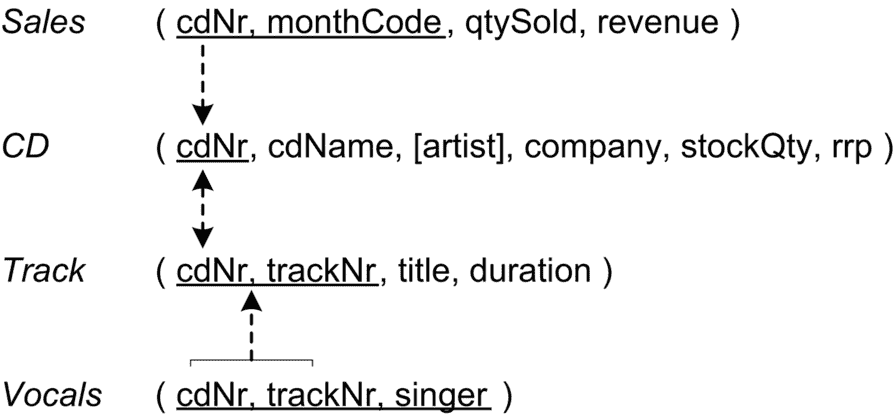 Sales ( cdNr, monthCode, qtySold, revenue )
CD ( cdNr, cdName, [artist], company, stockQty, rrp )
Track ( cdNr, trackNr, title, duration )
Vocals ( cdNr, trackNr, singer )